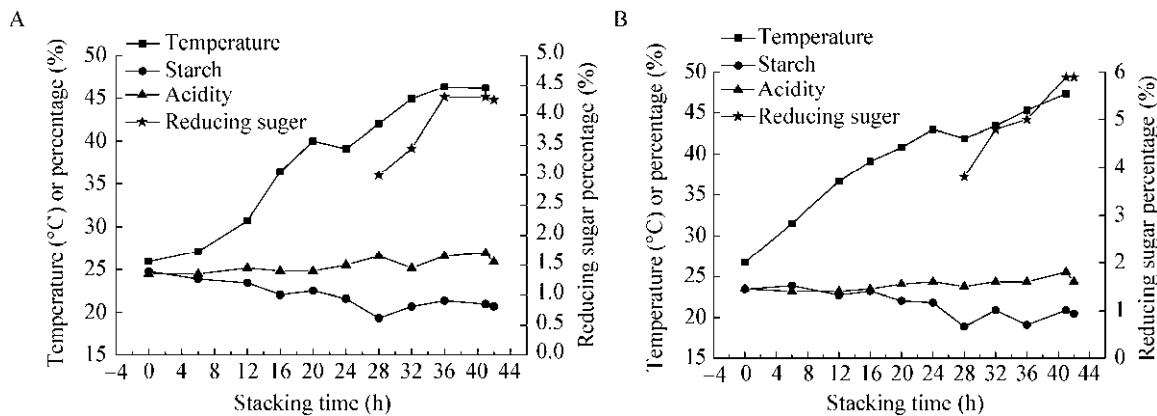 A
Temperature
Starch
Acidity
Reducing suger
Temperature (°C) or percentage (%)
50
45
40
35
30
25
20
15
5.0
4.5
4.0
3.5
3.0
2.5
2.0
1.5
1.0
0.5
0.0
Reducing sugar percentage (%)
–4 0 4 8 12 16 20 24 28 32 36 40 44
Stacking time (h)
B
Temperature
Starch
Acidity
Reducing suger
Temperature (°C) or percentage (%)
50
45
40
35
30
25
20
15
6
5
4
3
2
1
0
Reducing sugar percentage (%)
–4 0 4 8 12 16 20 24 28 32 36 40 44
Stacking time (h)